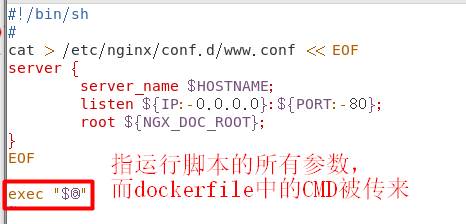 #!/bin/sh
#
cat > /etc/nginx/conf.d/www.conf << EOF
server {
server_name $HOSTNAME;
listen ${IP:-0.0.0.0}:${PORT:-80};
root ${NGX_DOC_ROOT};
}
EOF
指运行脚本的所有参数，
exec "$@"
而dockerfile中的CMD被传来